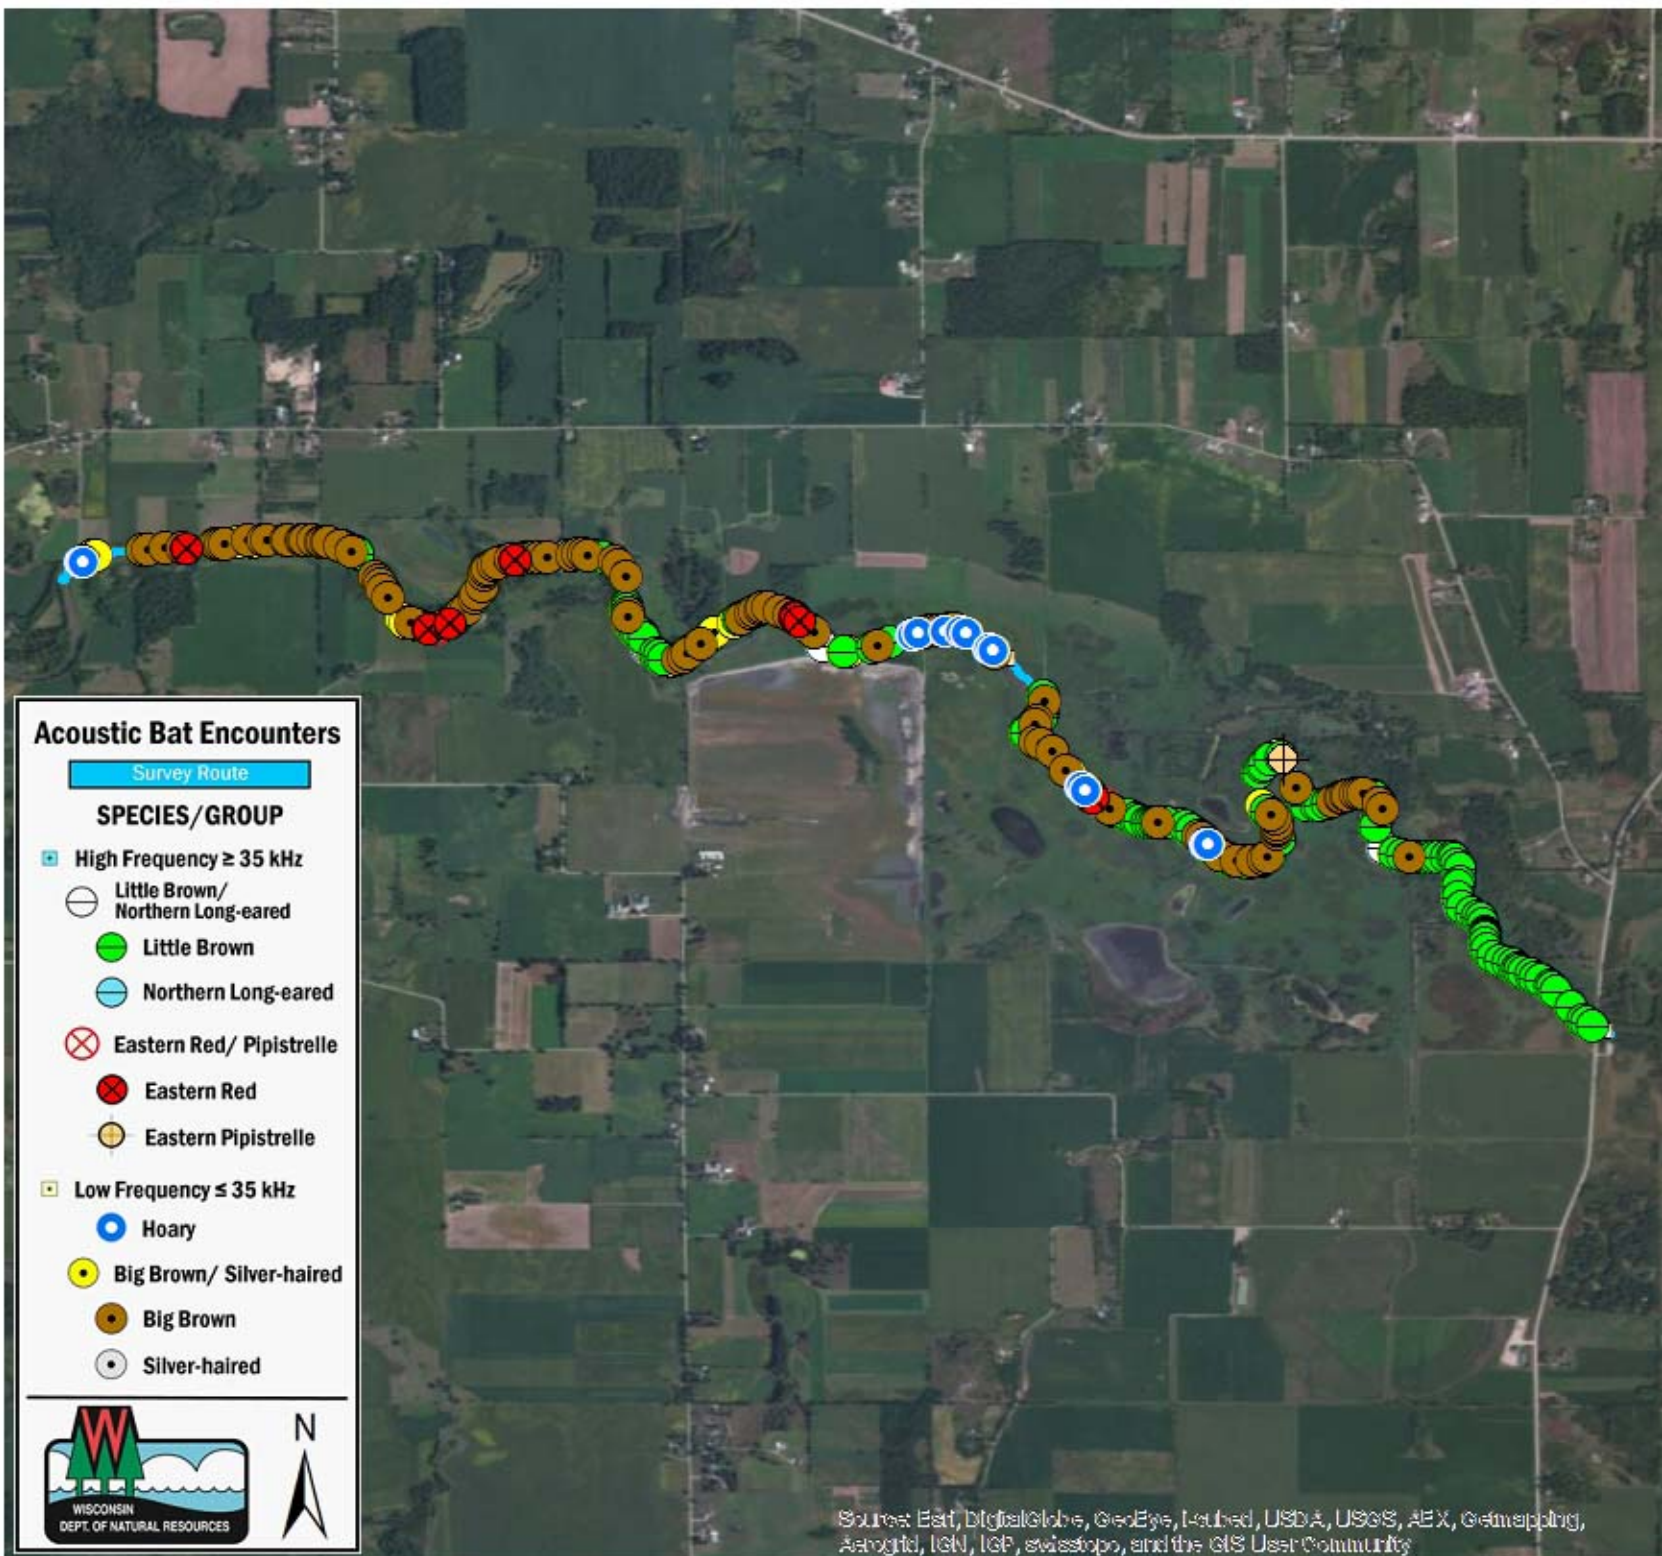 Acoustic Bat Encounters
Survey Route
SPECIES/GROUP
High Frequency ≥ 35 kHz
Little Brown/
Northern Long-eared
Little Brown
Northern Long-eared
Eastern Red/ Pipistrelle
Eastern Red
Eastern Pipistrelle
Low Frequency ≤ 35 kHz
Hoary
Big Brown/ Silver-haired
Big Brown
Silver-haired
W
WISCONSIN
DEPT. OF NATURAL RESOURCES
N
Source: Esri, DigitalGlobe, GeoEye, i-cubed, USDA, USGS, AEX, Getmapping,
Aerogrid, IGN, IGP, swisstopo, and the GIS User Community